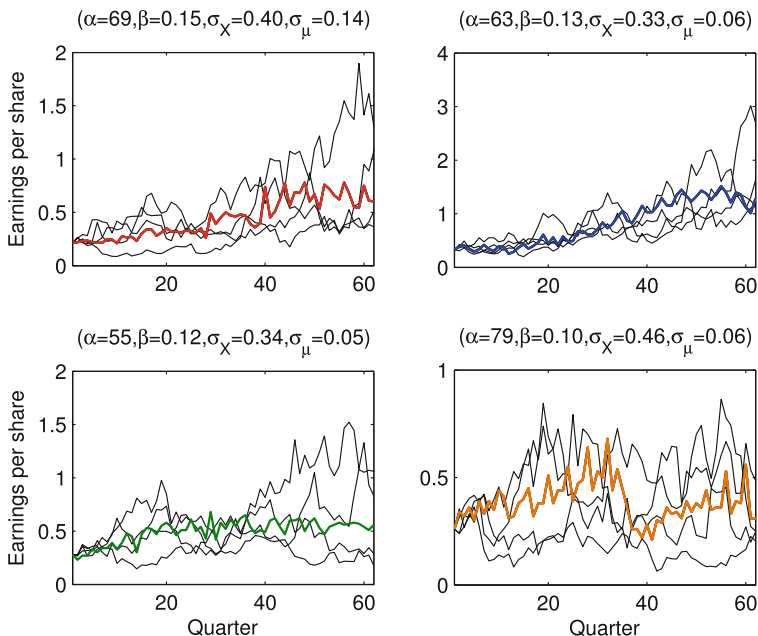 (α=69,β=0.15,σX=0.40,σμ=0.14)
2
1.5
1
0.5
0
20 40 60
Earnings per share
(α=63,β=0.13,σX=0.33,σμ=0.06)
4
3
2
1
0
20 40 60
(α=55,β=0.12,σX=0.34,σμ=0.05)
2
1.5
1
0.5
0
20 40 60
Earnings per share
Quarter
(α=79,β=0.10,σX=0.46,σμ=0.06)
1
0.5
0
20 40 60
Quarter